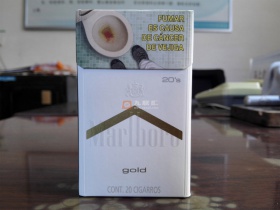 FUMAR
ES CAUSA
DE CÁNCER
DE VEJIGA
20's
Marlboro
gold
CONT. 20 CIGARROS